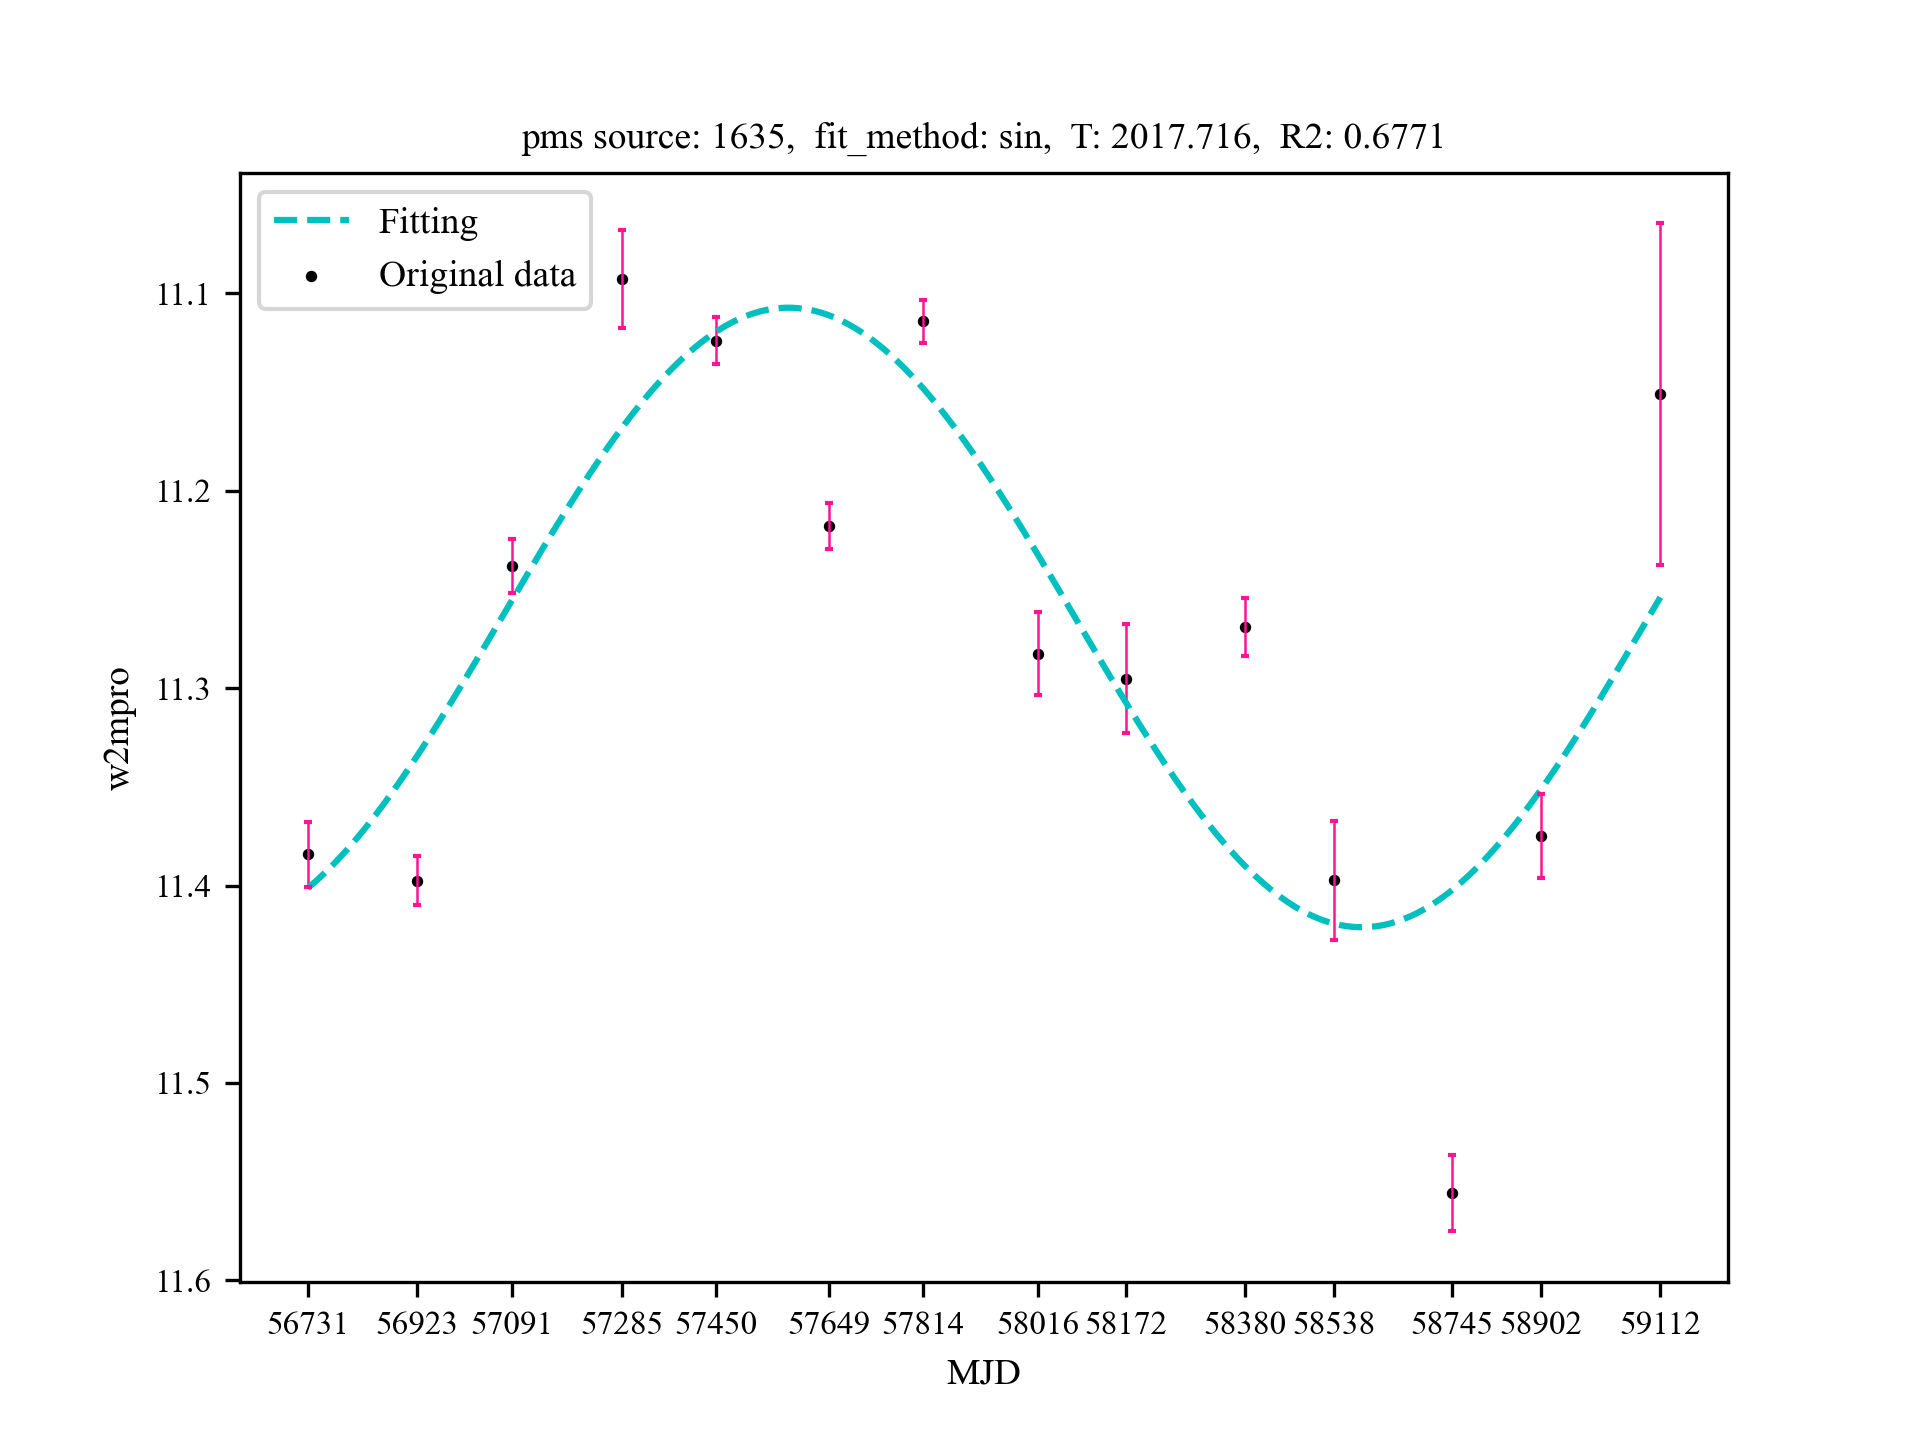 pms source: 1635,  fit_method: sin,  T: 2017.716,  R2: 0.6771
Fitting
Original data
11.1
11.2
11.3
11.4
11.5
11.6
w2mpro
56731 56923 57091 57285 57450 57649 57814 58016 58172 58380 58538 58745 58902 59112
MJD